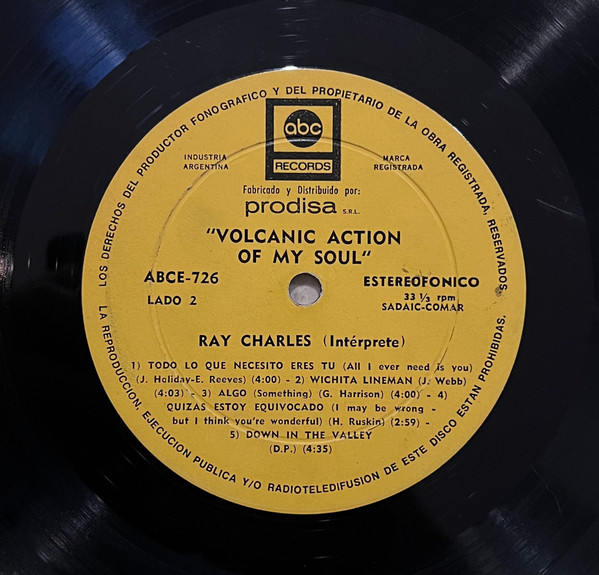 LOS DERECHOS DEL PRODUCTOR FONOGRAFICO Y DEL PROPIETARIO DE LA OBRA REGISTRADA, RESERVADOS.
abc
RECORDS
INDUSTRIA
ARGENTINA
MARCA
REGISTRADA
Fabricado y Distribuido por:
prodisa S.R.L.
"VOLCANIC ACTION
OF MY SOUL"
ABCE-726
LADO 2
ESTEREOFONICO
33 ⅓ rpm
SADAIC-COMAR
RAY CHARLES (Intérprete)
1) TODO LO QUE NECESITO ERES TU (All I ever need is you)
(J. Holiday-E. Reeves) (4:00) - 2) WICHITA LINEMAN (J. Webb)
(4:03) - 3) ALGO (Something) (G. Harrison) (4:00) - 4)
QUIZAS ESTOY EQUIVOCADO (I may be wrong -
but I think you're wonderful) (H. Ruskin) (2:59) -
5) DOWN IN THE VALLEY
(D.P.) (4:35)
LA REPRODUCCION, EJECUCION PUBLICA Y/O RADIOTELEDIFUSION DE ESTE DISCO ESTAN PROHIBIDAS.